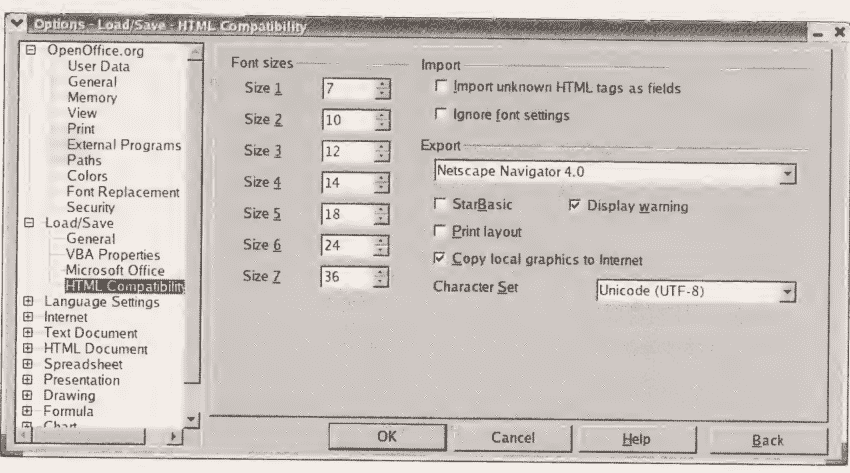 Options - Load/Save - HTML Compatibility
OpenOffice.org
User Data
General
Memory
View
Print
External Programs
Paths
Colors
Font Replacement
Security
Load/Save
General
VBA Properties
Microsoft Office
HTML Compatibility
Language Settings
Internet
Text Document
HTML Document
Spreadsheet
Presentation
Drawing
Formula
Chart
Font sizes
Size 1 7
Size 2 10
Size 3 12
Size 4 14
Size 5 18
Size 6 24
Size 7 36
Import
Import unknown HTML tags as fields
Ignore font settings
Export
Netscape Navigator 4.0
StarBasic Display warning
Print layout
Copy local graphics to Internet
Character Set Unicode (UTF-8)
OK Cancel Help Back